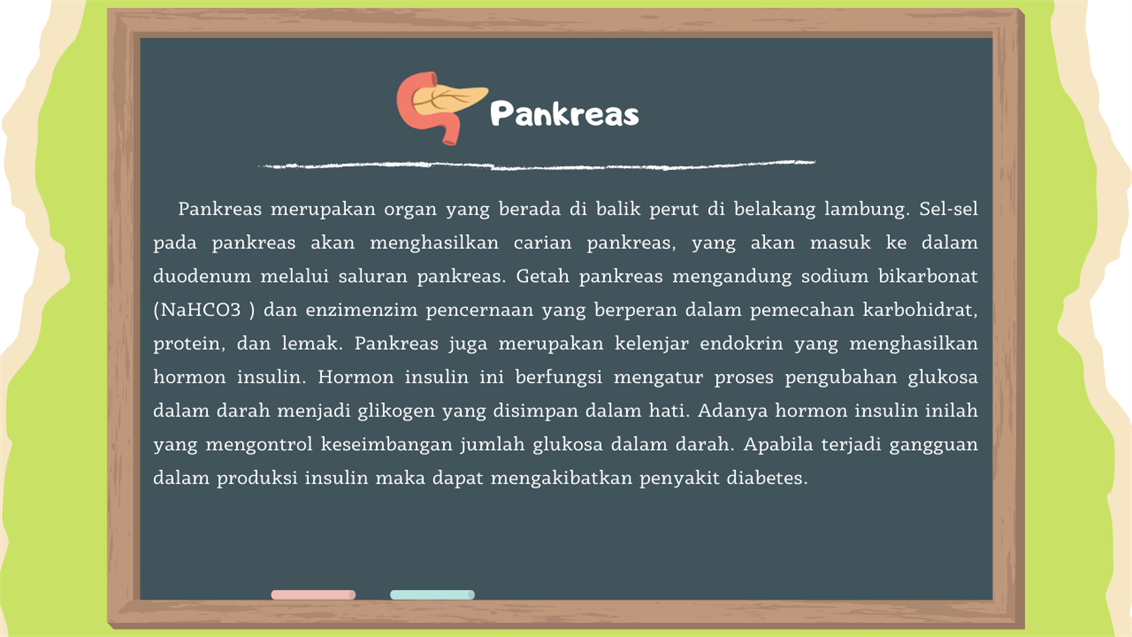 Pankreas
Pankreas merupakan organ yang berada di balik perut di belakang lambung. Sel-sel
pada pankreas akan menghasilkan carian pankreas, yang akan masuk ke dalam
duodenum melalui saluran pankreas. Getah pankreas mengandung sodium bikarbonat
(NaHCO3 ) dan enzimenzim pencernaan yang berperan dalam pemecahan karbohidrat,
protein, dan lemak. Pankreas juga merupakan kelenjar endokrin yang menghasilkan
hormon insulin. Hormon insulin ini berfungsi mengatur proses pengubahan glukosa
dalam darah menjadi glikogen yang disimpan dalam hati. Adanya hormon insulin inilah
yang mengontrol keseimbangan jumlah glukosa dalam darah. Apabila terjadi gangguan
dalam produksi insulin maka dapat mengakibatkan penyakit diabetes.